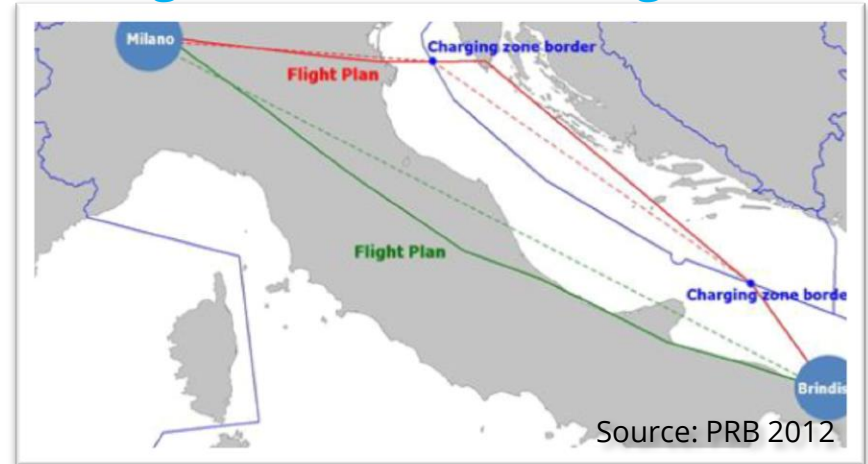 Milano
Charging zone border
Flight Plan
Flight Plan
Charging zone borde
Brindis
Source: PRB 2012